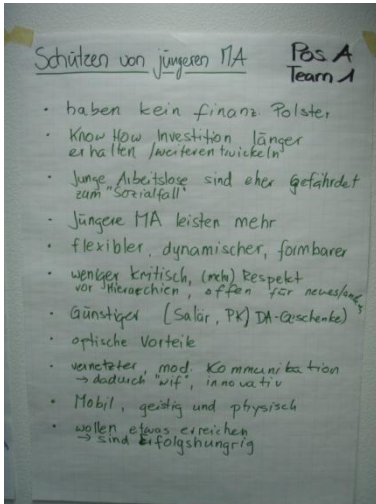 Schützen von jüngeren MA
Pos A
Team 1
• haben kein finanz. Polster
• Know How Investition länger
erhalten / weiterentwickeln
• Junge Arbeitslose sind eher gefährdet
zum "Sozialfall"
• Jüngere MA leisten mehr
• flexibler, dynamischer, formbarer
• weniger kritisch, (mehr) Respekt
vor Hierarchien, offen für neues/
• Günstiger (Salär, PK) DA-Geschenke)
• optische Vorteile
• vernetzter, mod. Kommunikation
→ dadurch "wif", innovativ
• Mobil, geistig und physisch
• wollen etwas erreichen
→ sind erfolgshungrig